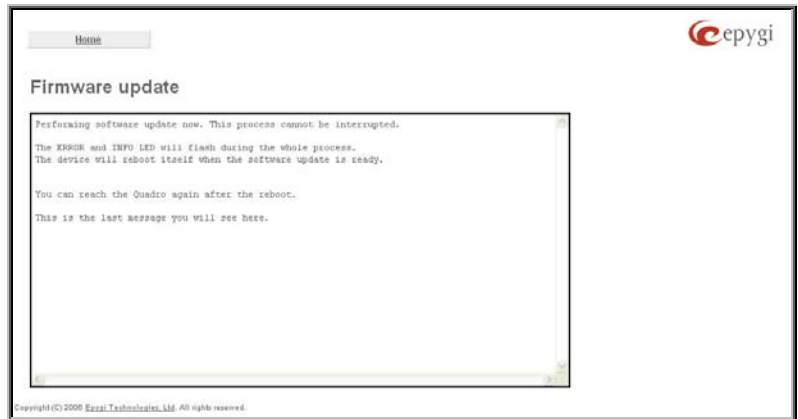 Home
epygi
Firmware update
Performing software update now. This process cannot be interrupted.
The ERROR and INFO LED will flash during the whole process.
The device will reboot itself when the software update is ready.
You can reach the Quadro again after the reboot.
This is the last message you will see here.
Copyright (C) 2006 Epygi Technologies, Ltd. All rights reserved.